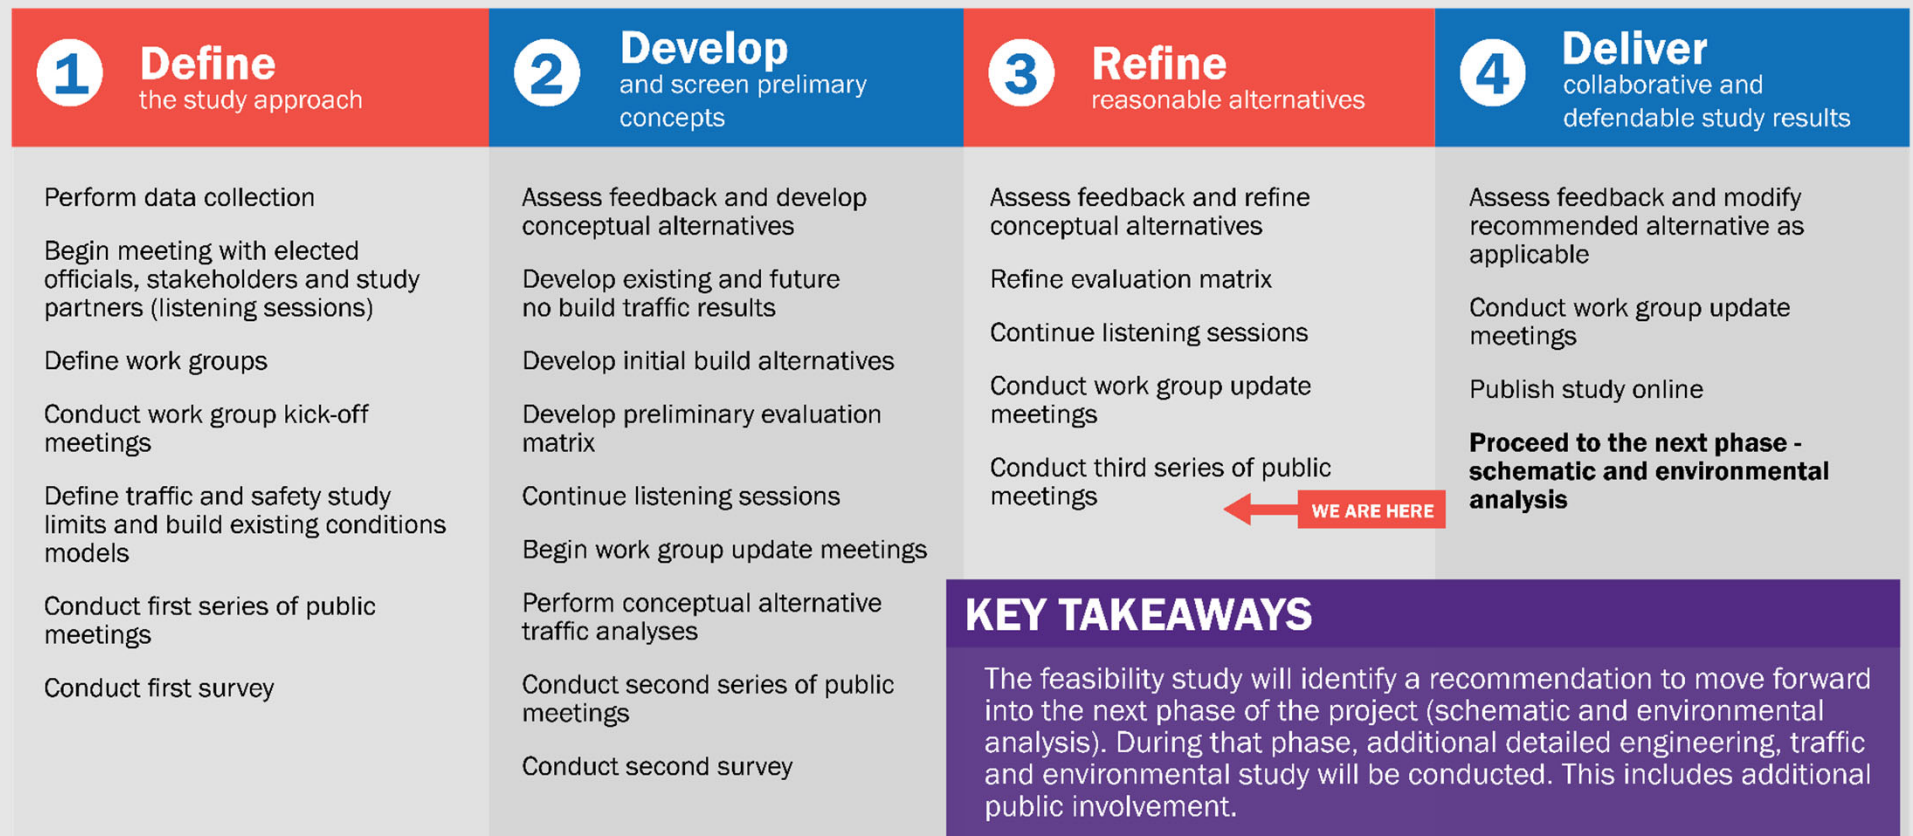 1
Define
the study approach
Perform data collection
Begin meeting with elected
officials, stakeholders and study
partners (listening sessions)
Define work groups
Conduct work group kick-off
meetings
Define traffic and safety study
limits and build existing conditions
models
Conduct first series of public
meetings
Conduct first survey
2
Develop
and screen prelimary
concepts
Assess feedback and develop
conceptual alternatives
Develop existing and future
no build traffic results
Develop initial build alternatives
Develop preliminary evaluation
matrix
Continue listening sessions
Begin work group update meetings
Perform conceptual alternative
traffic analyses
Conduct second series of public
meetings
Conduct second survey
3
Refine
reasonable alternatives
Assess feedback and refine
conceptual alternatives
Refine evaluation matrix
Continue listening sessions
Conduct work group update
meetings
Conduct third series of public
meetings
WE ARE HERE
4
Deliver
collaborative and
defendable study results
Assess feedback and modify
recommended alternative as
applicable
Conduct work group update
meetings
Publish study online
Proceed to the next phase -
schematic and environmental
analysis
KEY TAKEAWAYS
The feasibility study will identify a recommendation to move forward
into the next phase of the project (schematic and environmental
analysis). During that phase, additional detailed engineering, traffic
and environmental study will be conducted. This includes additional
public involvement.